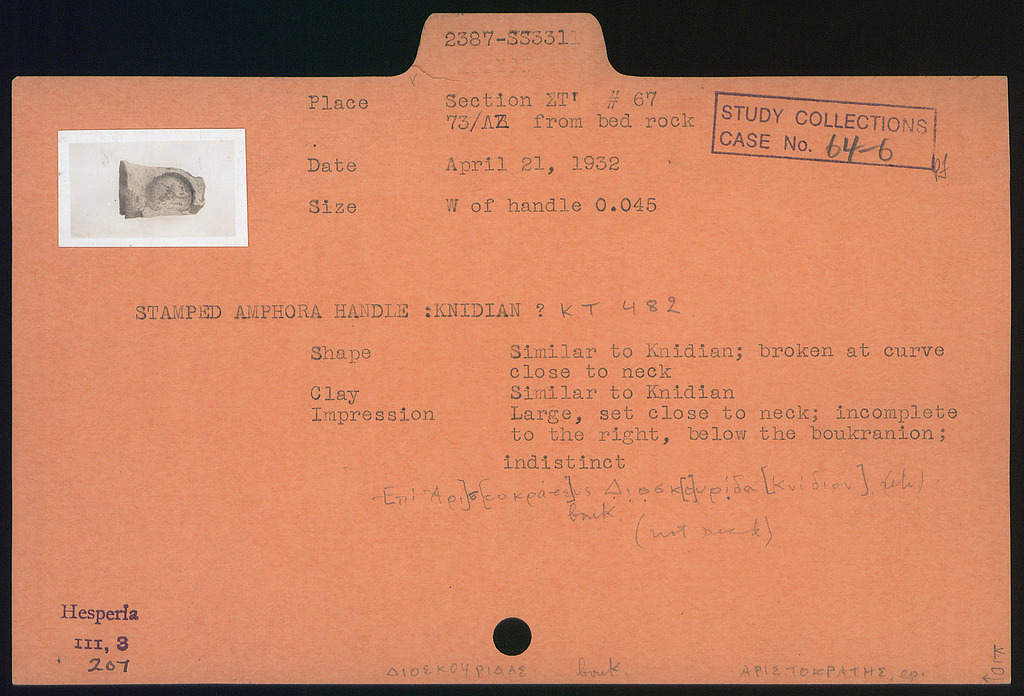 2387-SS3311
Place Section ΣΤ' # 67
73/ΛΖ from bed rock
STUDY COLLECTIONS
CASE No. 64-6
Date April 21, 1932
Size W of handle 0.045
STAMPED AMPHORA HANDLE :KNIDIAN ? KT 482
Shape Similar to Knidian; broken at curve
close to neck
Clay Similar to Knidian
Impression Large, set close to neck; incomplete
to the right, below the boukranion;
indistinct
bouk.
Hesperia
III, 3
207
ΔΙΟΣΚΟΥΡΙΔΑΣ bouk. ΑΡΙΣΤΟΚΡΑΤΗΣ, ep.